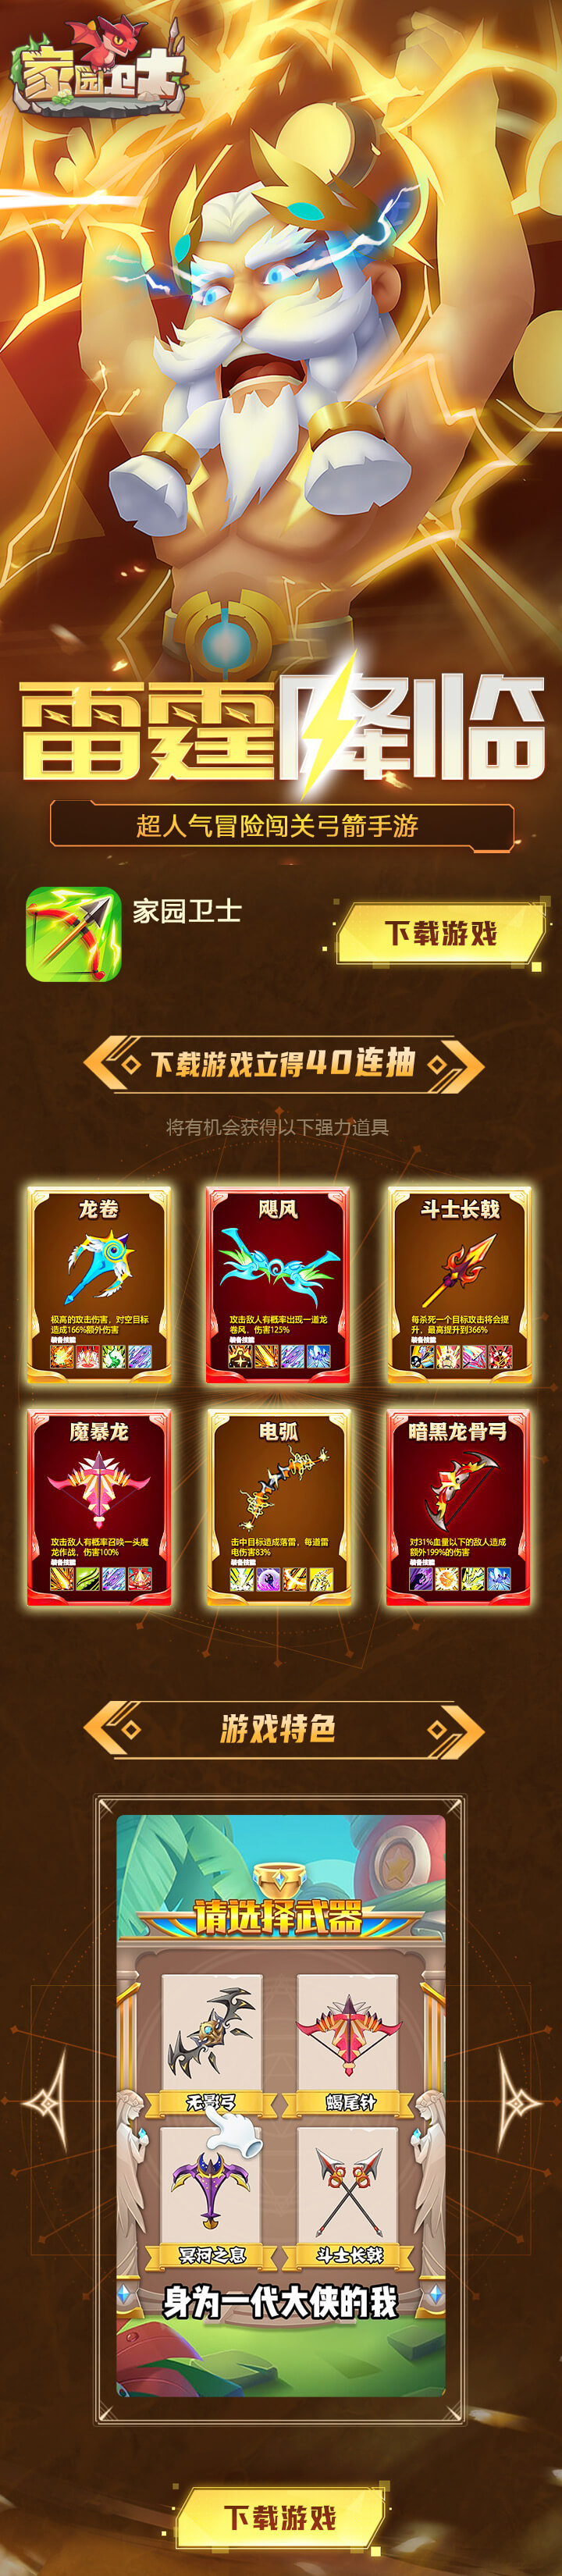 家园卫士
雷霆降临
超人气冒险闯关弓箭手游
家园卫士
下载游戏
下载游戏立得40连抽
将有机会获得以下强力道具
龙卷
极高的攻击伤害，对空目标
造成166%额外伤害
装备技能
飓风
攻击敌人有概率出现一道龙
卷风，伤害125%
装备技能
斗士长戟
每杀死一个目标攻击将会提
升，最高提升到366%
装备技能
魔暴龙
攻击敌人有概率召唤一头魔
龙作战，伤害100%
装备技能
电弧
击中目标造成落雷，每道雷
电伤害83%
装备技能
暗黑龙骨弓
对31%血量以下的敌人造成
额外199%的伤害
装备技能
游戏特色
请选择武器
无影弓
蝎尾针
冥河之息
斗士长戟
身为一代大侠的我
下载游戏